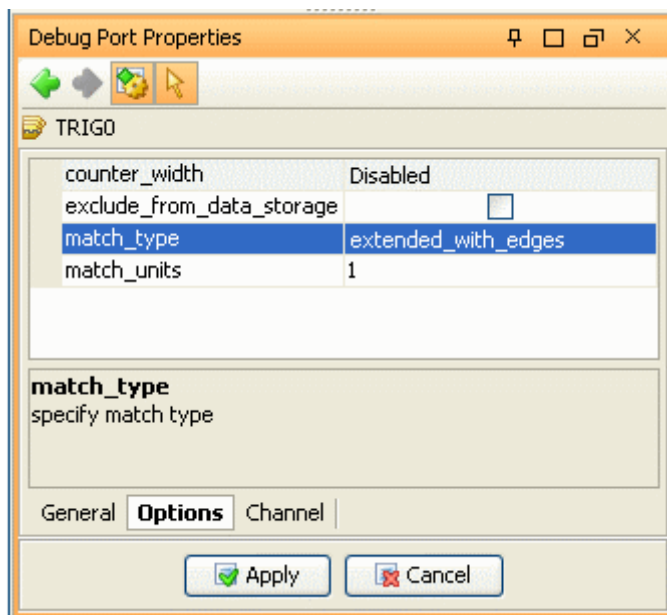 Debug Port Properties
TRIG0
counter_width Disabled
exclude_from_data_storage
match_type extended_with_edges
match_units 1
match_type
specify match type
General Options Channel
Apply Cancel